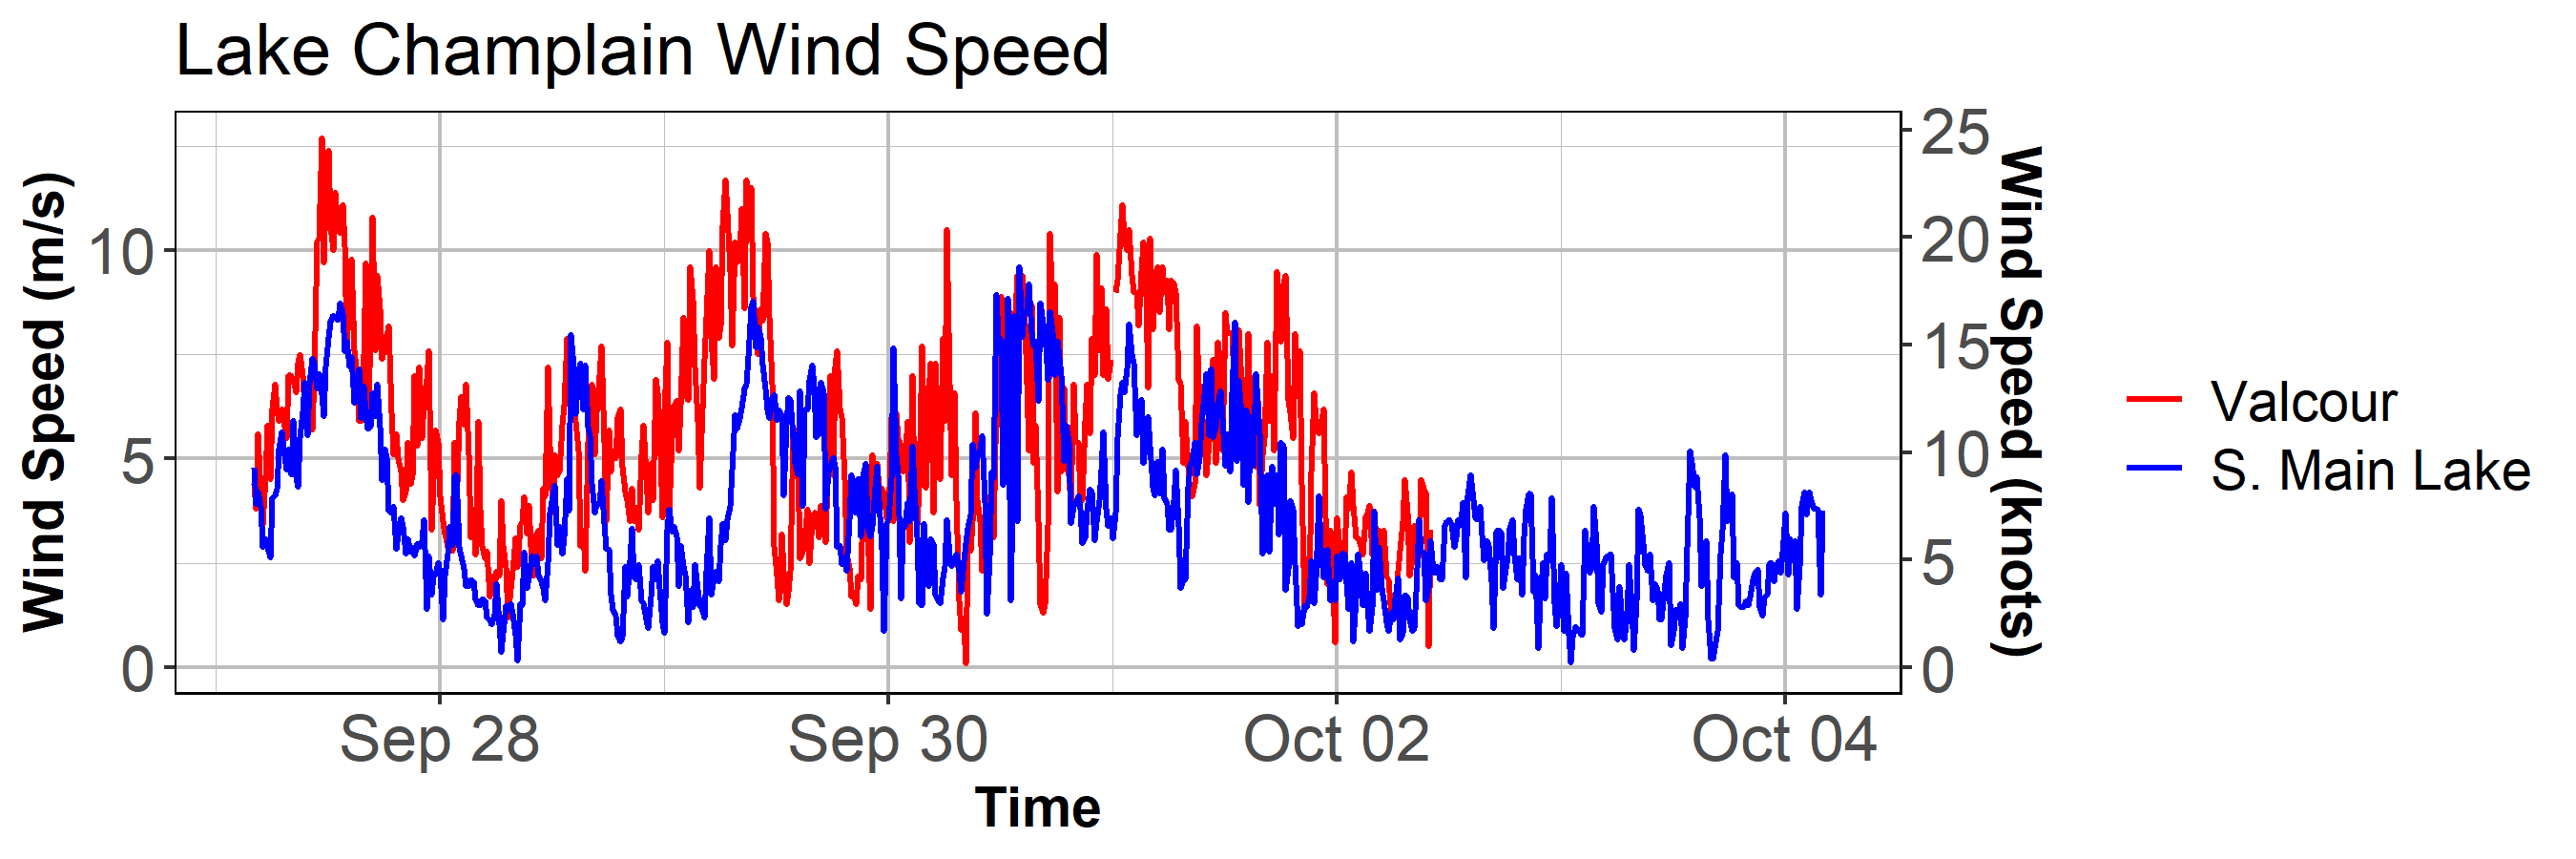 Lake Champlain Wind Speed
Wind Speed (m/s)
10
5
0
25
20
15
10
5
0
Wind Speed (knots)
Sep 28
Sep 30
Oct 02
Oct 04
Time
Valcour
S. Main Lake